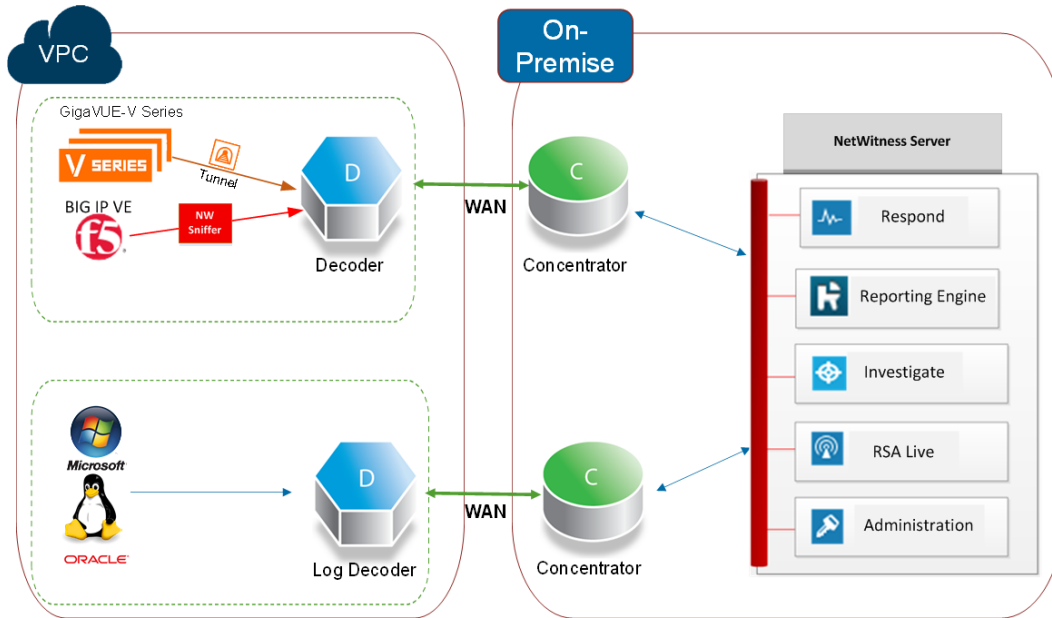 VPC
On-
Premise
GigaVUE-V Series
V SERIES
Tunnel
BIG IP VE
f5
NW
Sniffer
D
Decoder
WAN
C
Concentrator
NetWitness Server
Respond
Reporting Engine
Investigate
RSA Live
Administration
Microsoft
ORACLE
D
Log Decoder
WAN
C
Concentrator